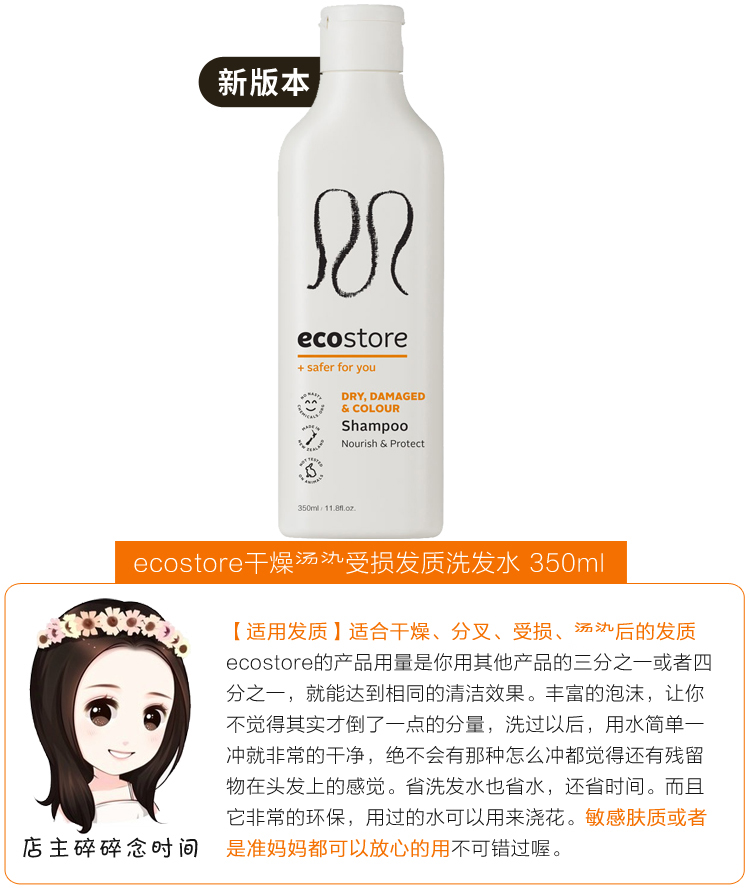 新版本
ecostore
+ safer for you
NO NASTY CHEMICALS
DRY, DAMAGED
& COLOUR
MADE IN NEW ZEALAND
Shampoo
Nourish & Protect
NOT TESTED ON ANIMALS
350ml · 11.8fl.oz.
ecostore干燥烫染受损发质洗发水 350ml
【适用发质】适合干燥、分叉、受损、烫染后的发质
ecostore的产品用量是你用其他产品的三分之一或者四
分之一，就能达到相同的清洁效果。丰富的泡沫，让你
不觉得其实才倒了一点的分量，洗过以后，用水简单一
冲就非常的干净，绝不会有那种怎么冲都觉得还有残留
物在头发上的感觉。省洗发水也省水，还省时间。而且
它非常的环保，用过的水可以用来浇花。敏感肤质或者
是准妈妈都可以放心的用不可错过喔。
店主碎碎念时间